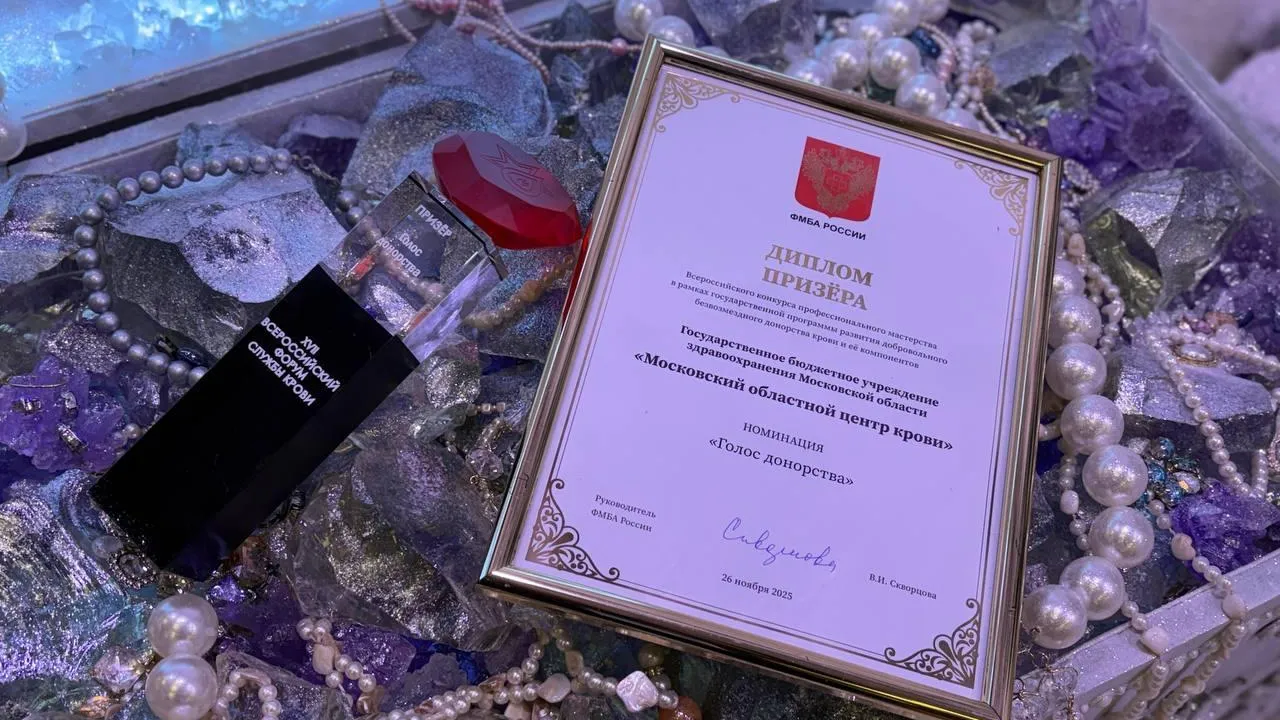 ПРИЗЁР
ГОЛОС
ДОНОРСТВА
XVII
ВСЕРОССИЙСКИЙ
ФОРУМ
СЛУЖБЫ КРОВИ
ФМБА РОССИИ
ДИПЛОМ
ПРИЗЁРА
Всероссийского конкурса профессионального мастерства
в рамках государственной программы развития добровольного
безвозмездного донорства крови и её компонентов
Государственное бюджетное учреждение
здравоохранения Московской области
«Московский областной центр крови»
НОМИНАЦИЯ
«Голос донорства»
Руководитель
ФМБА России
В.И. Скворцова
26 ноября 2025